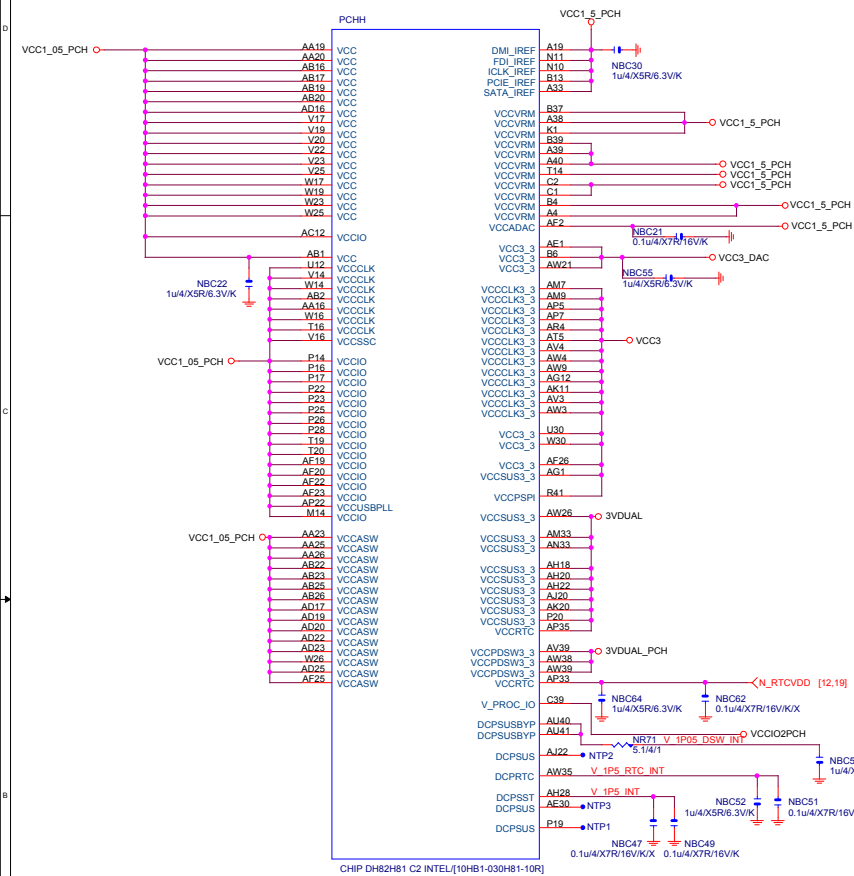 VCC1_5_PCH
PCHH
D
VCC1_05_PCH
AA19 VCC
AA20 VCC
AB16 VCC
AB17 VCC
AB19 VCC
AB20 VCC
AD16 VCC
V17 VCC
V19 VCC
V20 VCC
V22 VCC
V23 VCC
V25 VCC
W17 VCC
W19 VCC
W23 VCC
W25 VCC
AC12 VCCIO
AB1 VCC
U12 VCCCLK
V14 VCCCLK
W14 VCCCLK
AB2 VCCCLK
AA16 VCCCLK
W16 VCCCLK
T16 VCCCLK
V16 VCCSSC
NBC22
1u/4/X5R/6.3V/K
VCC1_05_PCH
P14 VCCIO
P16 VCCIO
P17 VCCIO
P22 VCCIO
P23 VCCIO
P25 VCCIO
P26 VCCIO
P28 VCCIO
T19 VCCIO
T20 VCCIO
AF19 VCCIO
AF20 VCCIO
AF22 VCCIO
AF23 VCCIO
AP22 VCCUSBPLL
M14 VCCIO
C
VCC1_05_PCH
AA23 VCCASW
AA25 VCCASW
AA26 VCCASW
AB22 VCCASW
AB23 VCCASW
AB25 VCCASW
AB26 VCCASW
AD17 VCCASW
AD19 VCCASW
AD20 VCCASW
AD22 VCCASW
AD23 VCCASW
W26 VCCASW
AD25 VCCASW
AF25 VCCASW
B
DMI_IREF A19
FDI_IREF N11
ICLK_IREF N10
PCIE_IREF B13
SATA_IREF A33
NBC30
1u/4/X5R/6.3V/K
VCCVRM B37
VCCVRM A38
VCCVRM K1
VCCVRM B39
VCCVRM A39
VCCVRM A40
VCCVRM T14
VCCVRM C2
VCCVRM C1
VCCVRM B4
VCCVRM A4
VCCADAC AF2
VCC1_5_PCH
VCC1_5_PCH
VCC1_5_PCH
VCC1_5_PCH
VCC1_5_PCH
VCC1_5_PCH
NBC21
0.1u/4/X7R/16V/K
VCC3_3 AE1
VCC3_3 B6
VCC3_3 AW21
VCC3_DAC
NBC55
1u/4/X5R/6.3V/K
VCCCLK3_3 AM7
VCCCLK3_3 AM9
VCCCLK3_3 AP5
VCCCLK3_3 AP7
VCCCLK3_3 AR4
VCCCLK3_3 AT5
VCCCLK3_3 AV4
VCCCLK3_3 AW4
VCCCLK3_3 AW9
VCCCLK3_3 AG12
VCCCLK3_3 AK11
VCCCLK3_3 AV3
VCCCLK3_3 AW3
VCC3
VCC3_3 U30
VCC3_3 W30
VCC3_3 AF26
VCCSUS3_3 AG1
VCCPSPI R41
VCCSUS3_3 AW26
3VDUAL
VCCSUS3_3 AM33
VCCSUS3_3 AN33
VCCSUS3_3 AH18
VCCSUS3_3 AH20
VCCSUS3_3 AH22
VCCSUS3_3 AJ20
VCCSUS3_3 AK20
VCCSUS3_3 P20
VCCRTC AP35
VCCPDSW3_3 AV39
VCCPDSW3_3 AW38
VCCPDSW3_3 AW39
3VDUAL_PCH
VCCRTC AP33
N_RTCVDD [12,19]
NBC64
1u/4/X5R/6.3V/K
NBC62
0.1u/4/X7R/16V/K/X
V_PROC_IO C39
VCCIO2PCH
DCPSUSBYP AU40
DCPSUSBYP AU41
NR71 V_1P05_DSW_INT
5.1/4/1
NBC5
1u/4/X
DCPSUS AJ22 NTP2
DCPRTC AW35 V_1P5_RTC_INT
DCPSST AH28 V_1P5_INT
DCPSUS AE30 NTP3
DCPSUS P19 NTP1
NBC52
1u/4/X5R/6.3V/K
NBC51
0.1u/4/X7R/16V
NBC47
0.1u/4/X7R/16V/K/X
NBC49
0.1u/4/X7R/16V/K
CHIP DH82H81 C2 INTEL/[10HB1-030H81-10R]